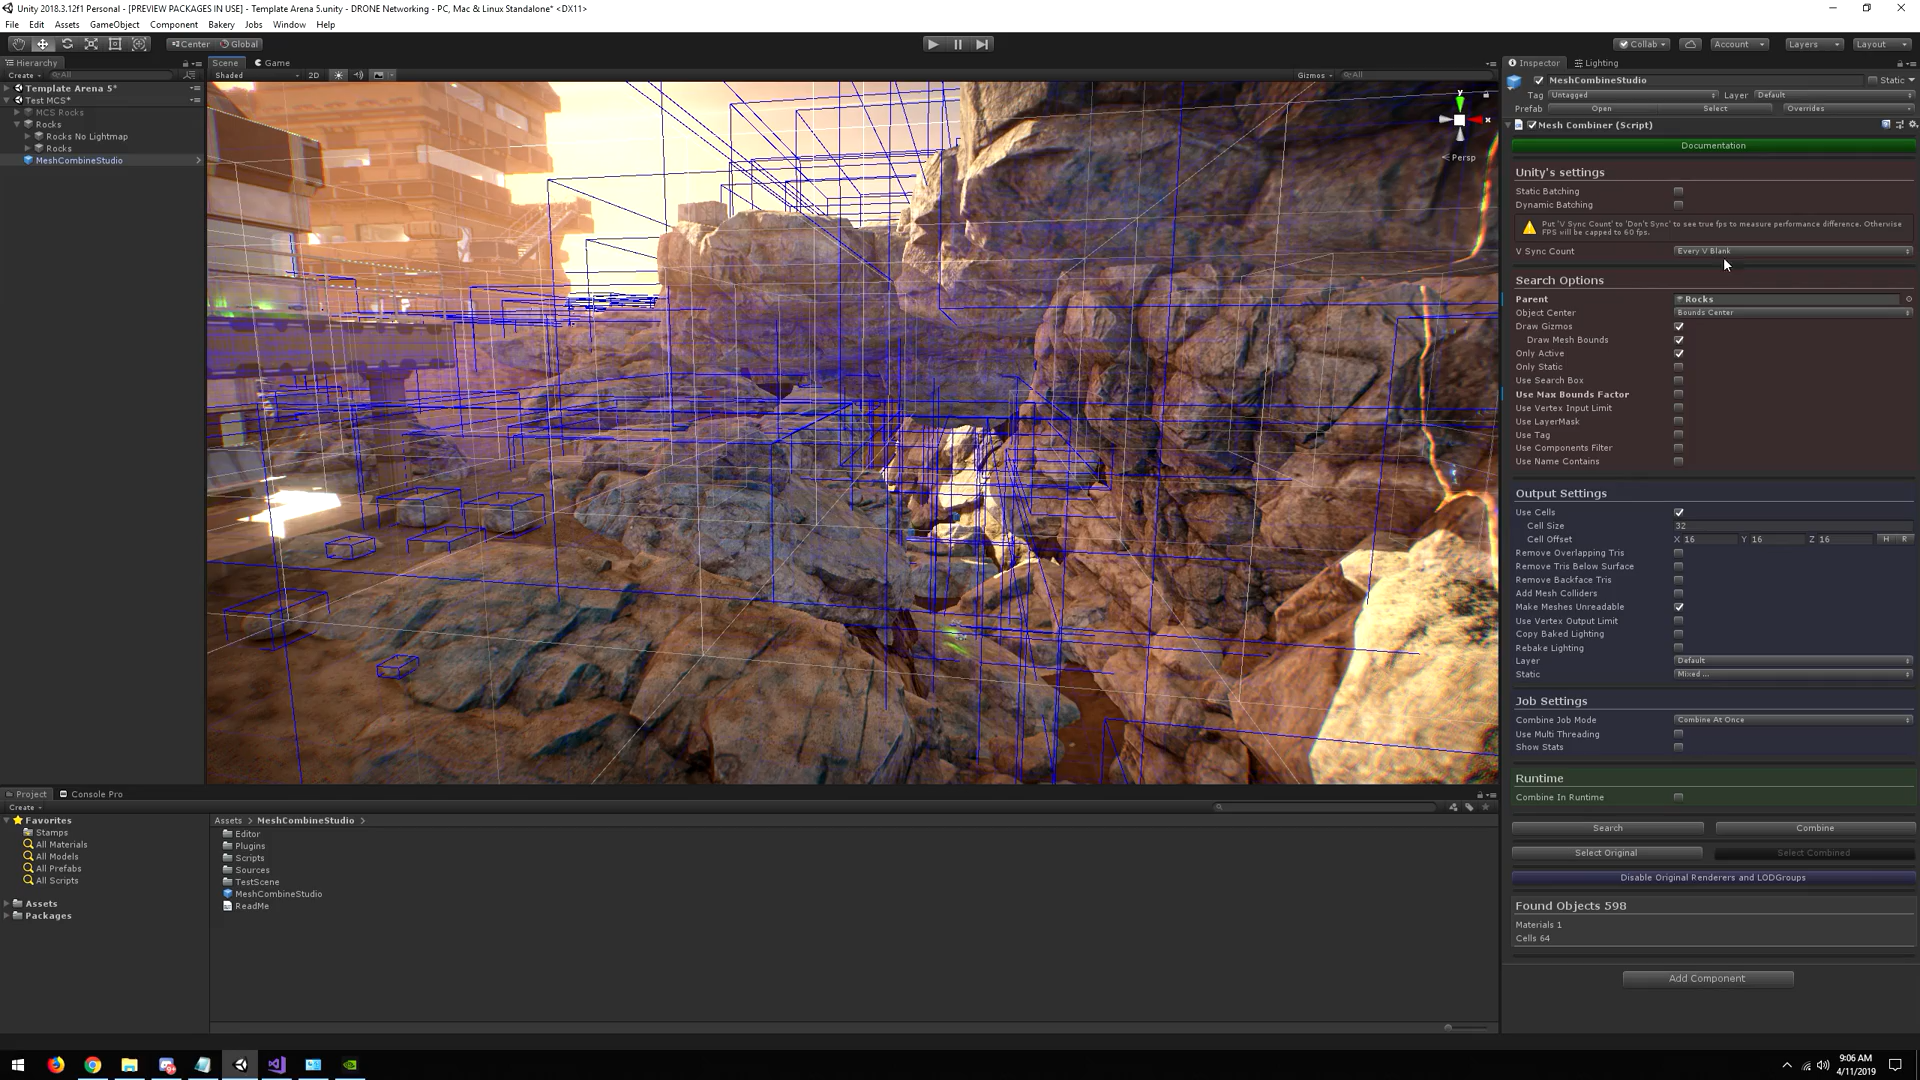 Unity 2018.3.12f1 Personal - [PREVIEW PACKAGES IN USE] - Template Arena 5.unity - DRONE Networking - PC, Mac & Linux Standalone* <DX11>
File Edit Assets GameObject Component Bakery Jobs Window Help
Center Global Collab Account Layers Layout
Hierarchy Scene Game Inspector Lighting
Create All Shaded 2D Gizmos All
MeshCombineStudio Static
Template Arena 5*
Tag Untagged Layer Default
Test MCS*
Prefab Open Select Overrides
MCS Rocks
Rocks
Mesh Combiner (Script)
Rocks No Lightmap
Rocks
Documentation
MeshCombineStudio
y
x
< Persp
Unity's settings
Static Batching
Dynamic Batching
Put 'V Sync Count' to 'Don't Sync' to see true fps to measure performance difference. Otherwise
FPS will be capped to 60 fps.
V Sync Count Every V Blank
Search Options
Parent Rocks
Object Center Bounds Center
Draw Gizmos
Draw Mesh Bounds
Only Active
Only Static
Use Search Box
Use Max Bounds Factor
Use Vertex Input Limit
Use LayerMask
Use Tag
Use Components Filter
Use Name Contains
Output Settings
Use Cells
Cell Size 32
Cell Offset X 16 Y 16 Z 16 H R
Remove Overlapping Tris
Remove Tris Below Surface
Remove Backface Tris
Add Mesh Colliders
Make Meshes Unreadable
Use Vertex Output Limit
Copy Baked Lighting
Rebake Lighting
Layer Default
Static Mixed ...
Job Settings
Combine Job Mode Combine At Once
Use Multi Threading
Show Stats
Runtime
Combine In Runtime
Search Combine
Select Original Select Combined
Disable Original Renderers and LODGroups
Found Objects 598
Materials 1
Cells 64
Add Component
Project Console Pro
Create
Favorites
Stamps
All Materials
All Models
All Prefabs
All Scripts
Assets
Packages
Assets > MeshCombineStudio >
Editor
Plugins
Scripts
Sources
TestScene
MeshCombineStudio
ReadMe
9:06 AM
4/11/2019